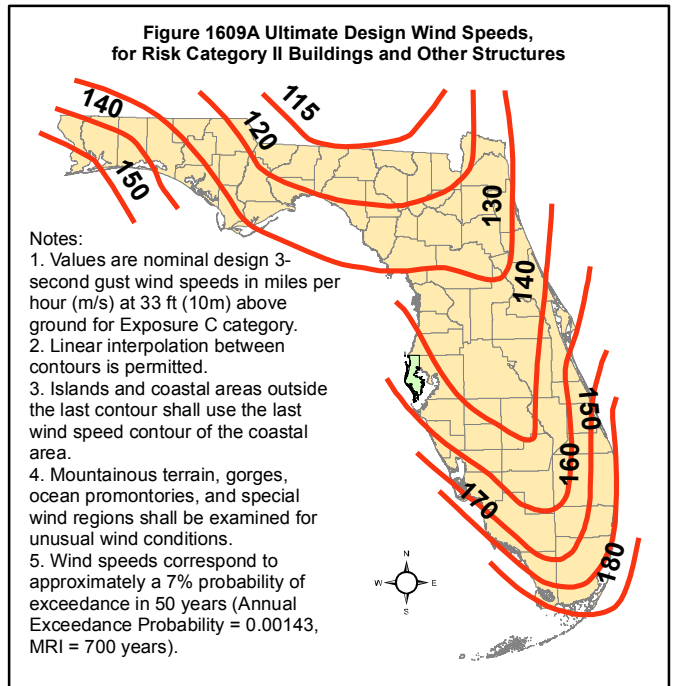 Figure 1609A Ultimate Design Wind Speeds,
for Risk Category II Buildings and Other Structures
115
140
120
150
130
140
Notes:
1. Values are nominal design 3-
second gust wind speeds in miles per
hour (m/s) at 33 ft (10m) above
ground for Exposure C category.
2. Linear interpolation between
contours is permitted.
3. Islands and coastal areas outside
the last contour shall use the last
wind speed contour of the coastal
area.
4. Mountainous terrain, gorges,
ocean promontories, and special
wind regions shall be examined for
unusual wind conditions.
5. Wind speeds correspond to
approximately a 7% probability of
exceedance in 50 years (Annual
Exceedance Probability = 0.00143,
MRI = 700 years).
150
160
170
180
N
W
E
S